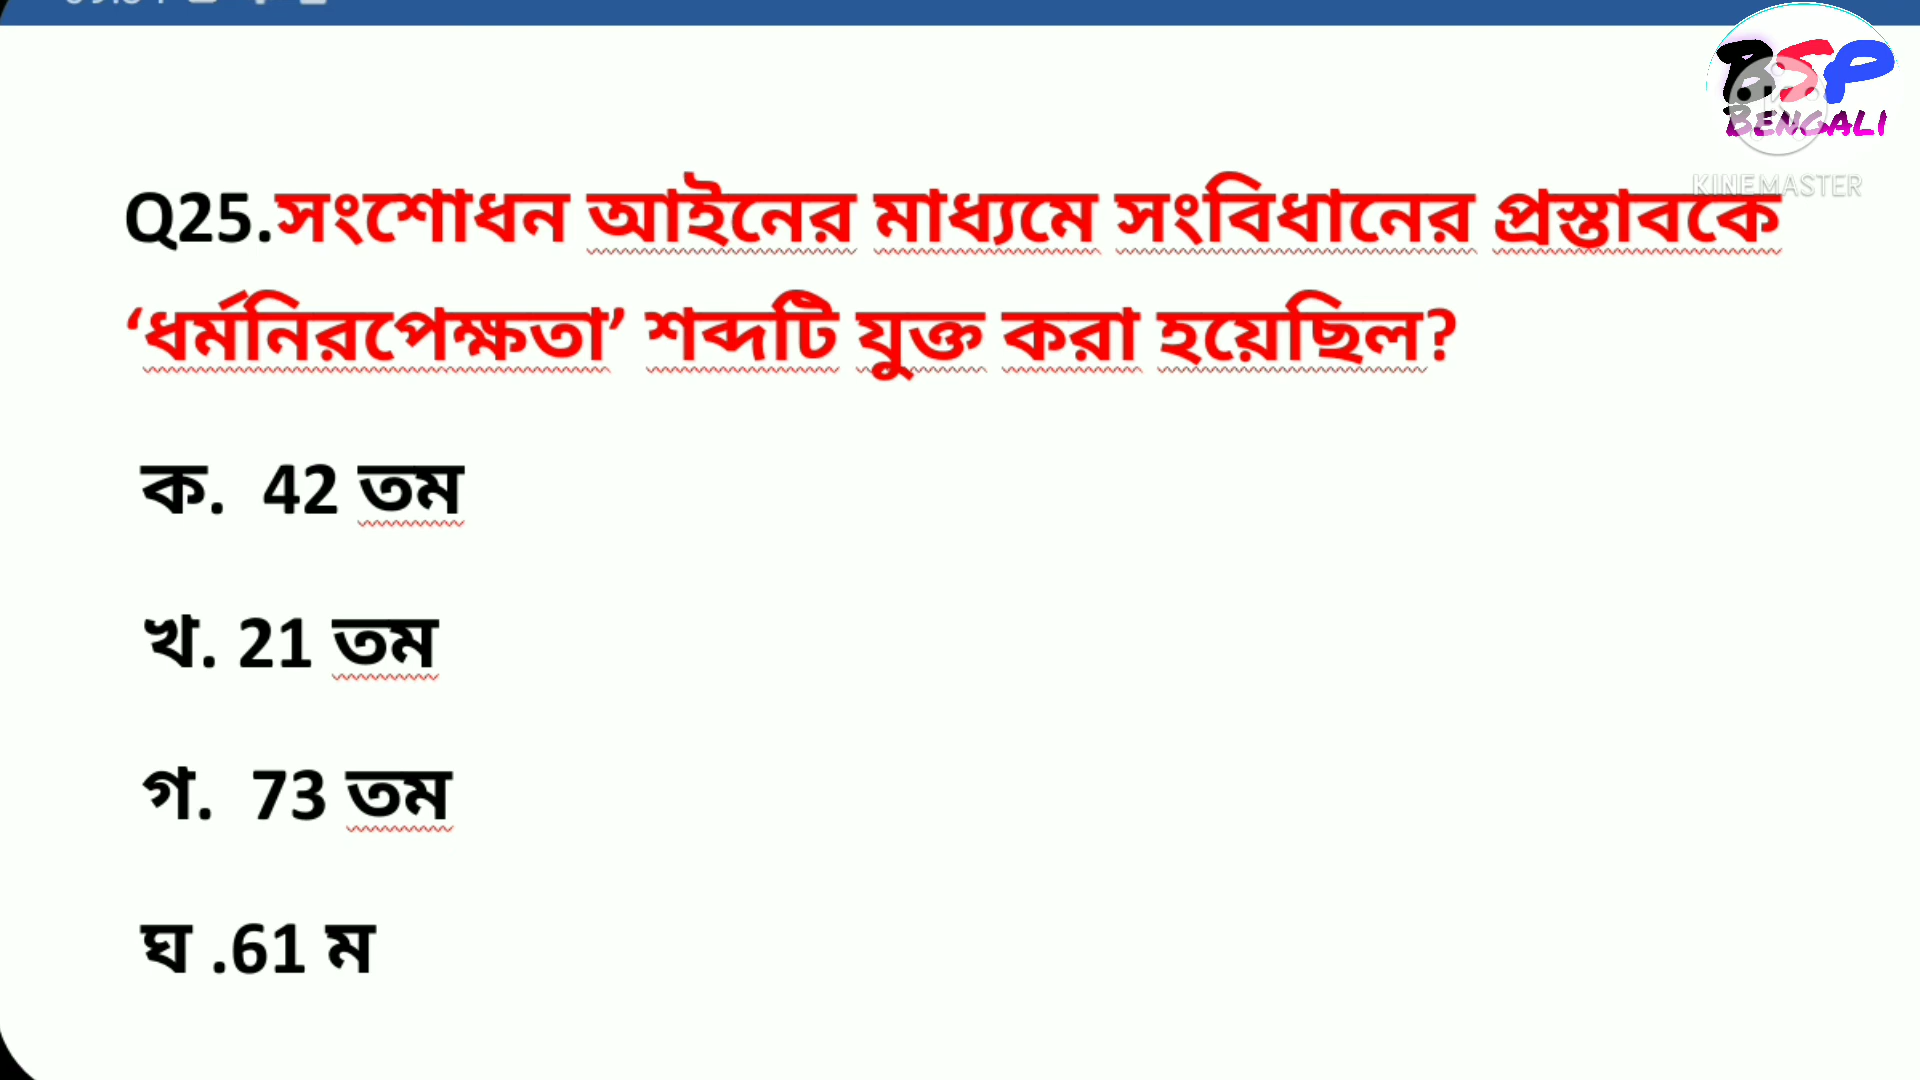 BSP
BENGALI
KINEMASTER
Q25.সংশোধন আইনের মাধ্যমে সংবিধানের প্রস্তাবকে
‘ধর্মনিরপেক্ষতা’ শব্দটি যুক্ত করা হয়েছিল?
ক. 42 তম
খ. 21 তম
গ. 73 তম
ঘ .61 ম